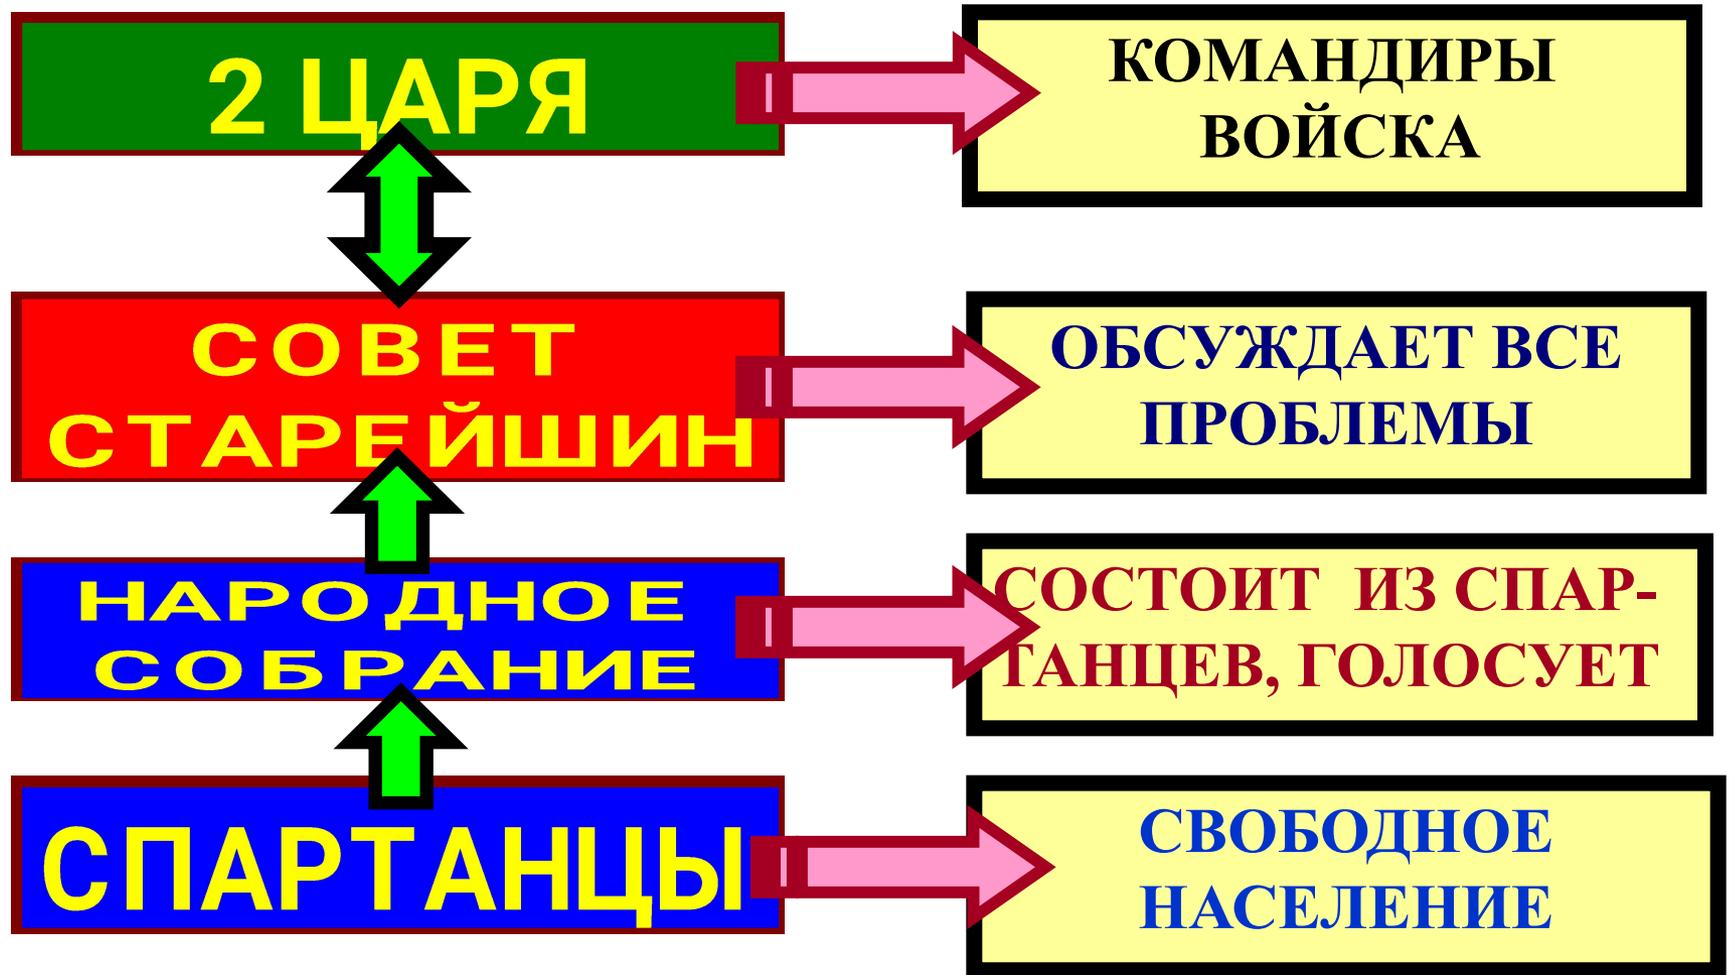 2 ЦАРЯ
КОМАНДИРЫ
ВОЙСКА
СОВЕТ
СТАРЕЙШИН
ОБСУЖДАЕТ ВСЕ
ПРОБЛЕМЫ
НАРОДНОЕ
СОБРАНИЕ
СОСТОИТ ИЗ СПАР-
ТАНЦЕВ, ГОЛОСУЕТ
СПАРТАНЦЫ
СВОБОДНОЕ
НАСЕЛЕНИЕ